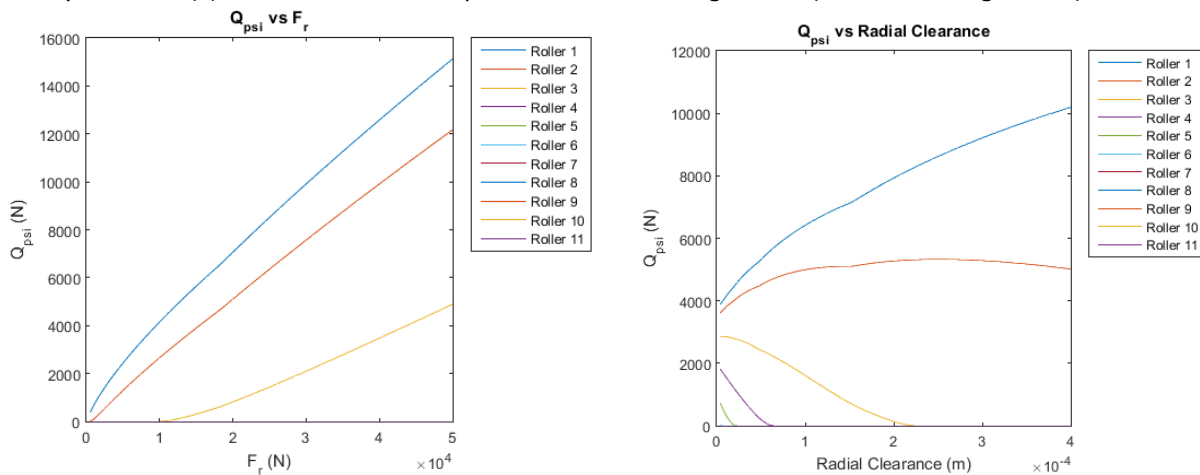 Q_psi vs F_r
16000
14000
12000
10000
8000
6000
4000
2000
0
Q_psi (N)
0
1
2
3
4
5
×10^4
F_r (N)
Roller 1
Roller 2
Roller 3
Roller 4
Roller 5
Roller 6
Roller 7
Roller 8
Roller 9
Roller 10
Roller 11
Q_psi vs Radial Clearance
12000
10000
8000
6000
4000
2000
0
Q_psi (N)
0
1
2
3
4
×10^-4
Radial Clearance (m)
Roller 1
Roller 2
Roller 3
Roller 4
Roller 5
Roller 6
Roller 7
Roller 8
Roller 9
Roller 10
Roller 11